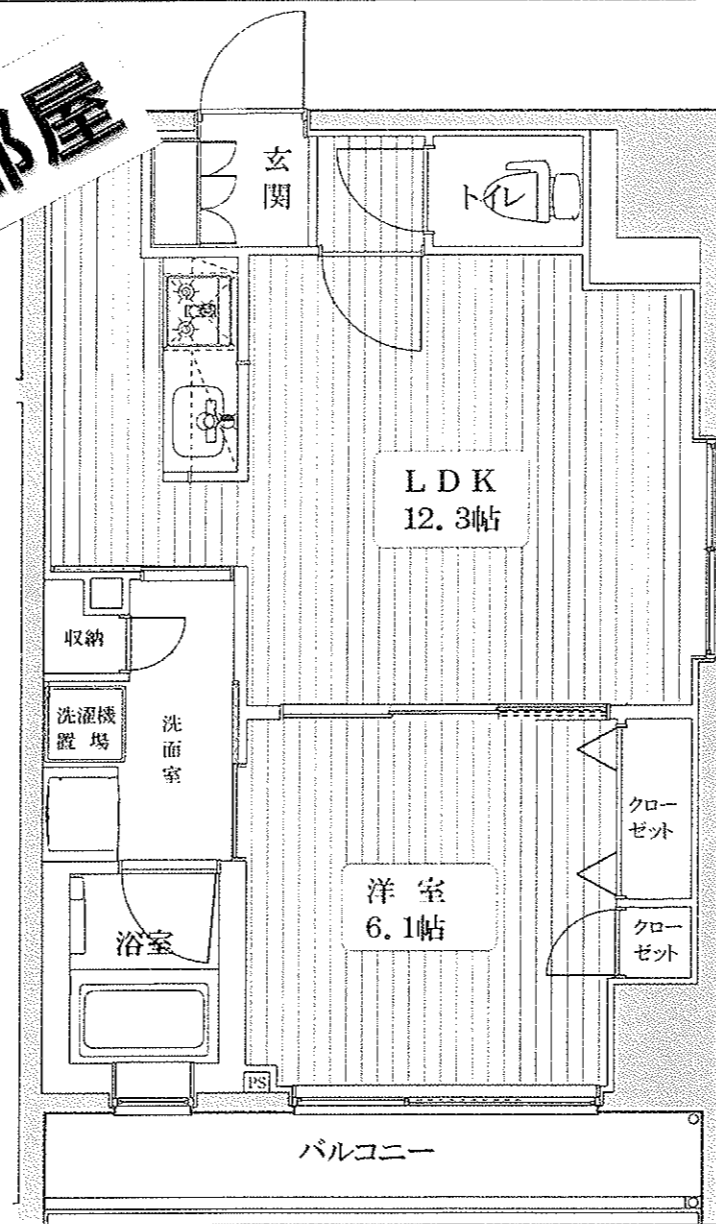 部屋
玄関
トイレ
LDK
12.3帖
収納
洗濯機
置場
洗面室
クロー
ゼット
洋室
6.1帖
クロー
ゼット
浴室
PS
バルコニー